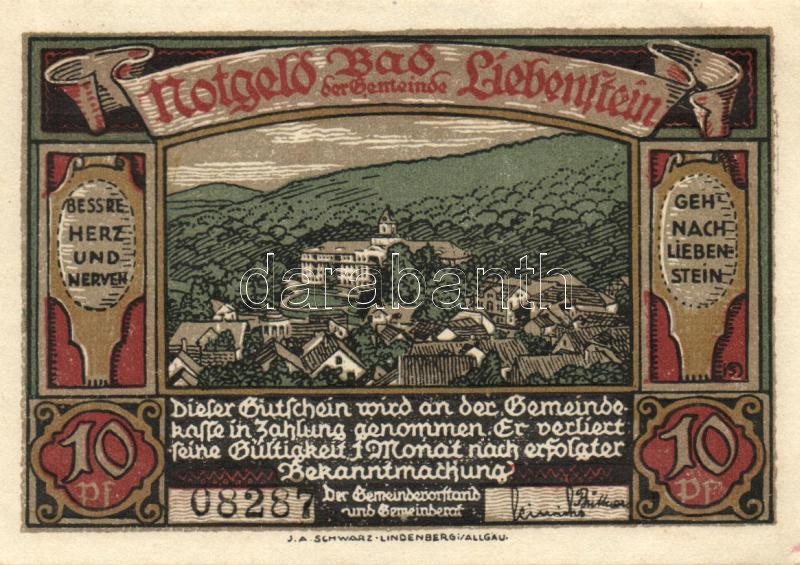 Notgeld Bad Liebenstein
der Gemeinde
BESSRE
HERZ
UND
NERVEN
GEH
NACH
LIEBEN-
STEIN
darabanth
Dieser Gutschein wird an der Gemeinde-
kasse in Zahlung genommen. Er verliert
seine Gültigkeit 1 Monat nach erfolgter
Bekanntmachung
10
Pf
10
Pf
08287
Der Gemeindevorstand
und Gemeinderat
J. A. SCHWARZ - LINDENBERG i/ALLGÄU.